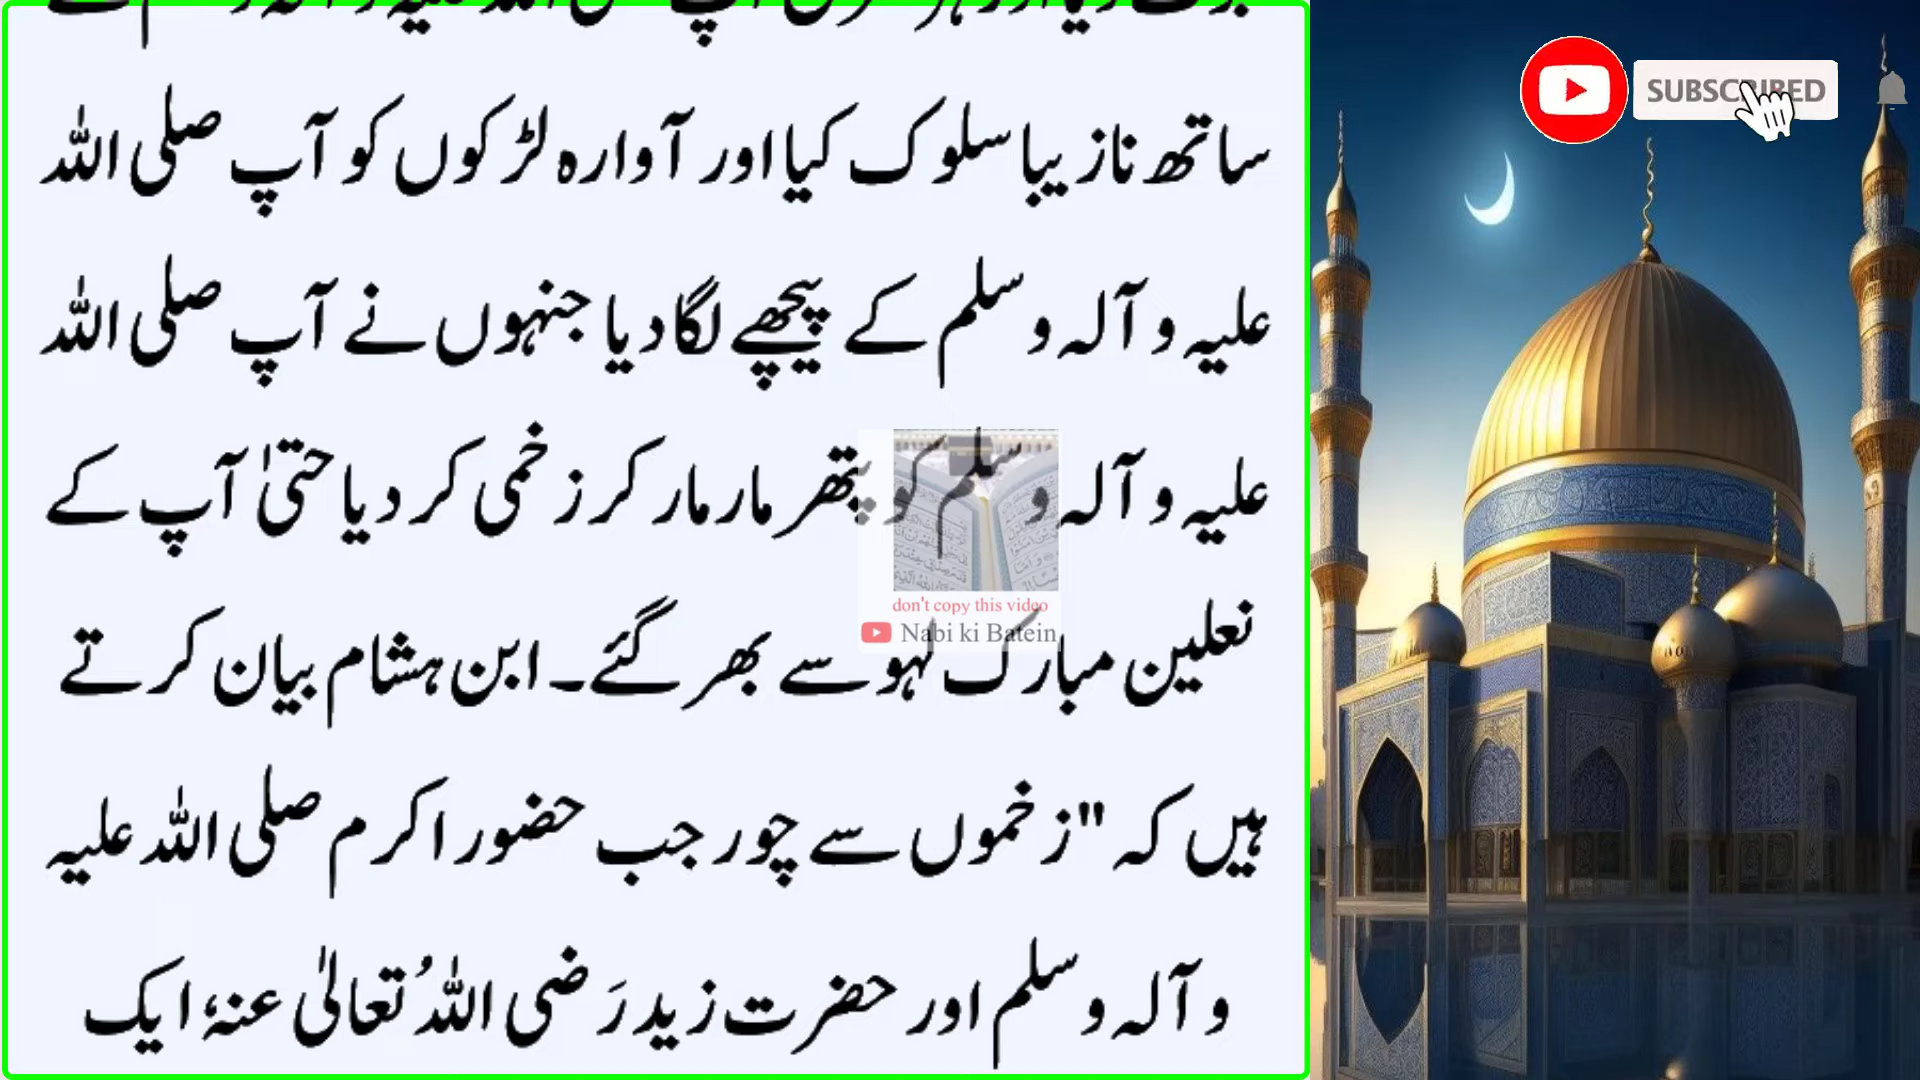 ساتھ نازیبا سلوک کیا اور آوارہ لڑکوں کو آپ صلی اللہ
علیہ و آلہ وسلم کے پیچھے لگا دیا جنہوں نے آپ صلی اللہ
علیہ و آلہ وسلم کو پتھر مار مار کر زخمی کر دیا حتیٰ آپ کے
نعلین مبارک لہو سے بھر گئے۔ ابن ہشام بیان کرتے
ہیں کہ "زخموں سے چور جب حضور اکرم صلی اللہ علیہ
و آلہ وسلم اور حضرت زید رَضی اللہُ تعالیٰ عنہٗ ایک
don't copy this video
Nabi ki Batein
SUBSCRIBED